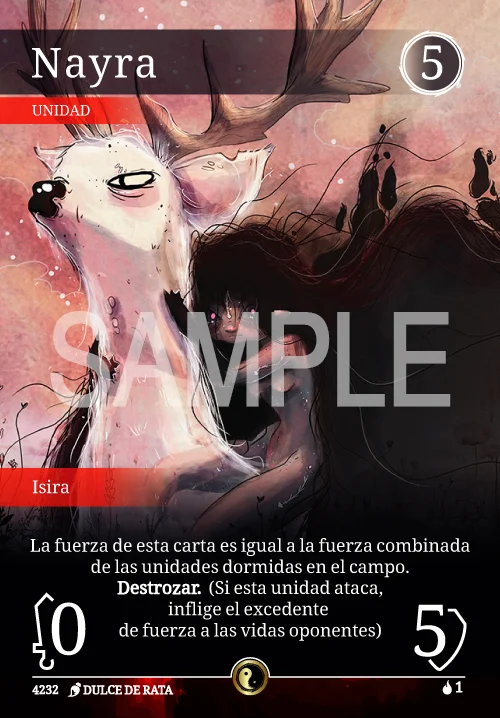 Nayra
5
UNIDAD
SAMPLE
Isira
La fuerza de esta carta es igual a la fuerza combinada
de las unidades dormidas en el campo.
Destrozar. (Si esta unidad ataca,
inflige el excedente
de fuerza a las vidas oponentes)
0
5
4232 DULCE DE RATA
1